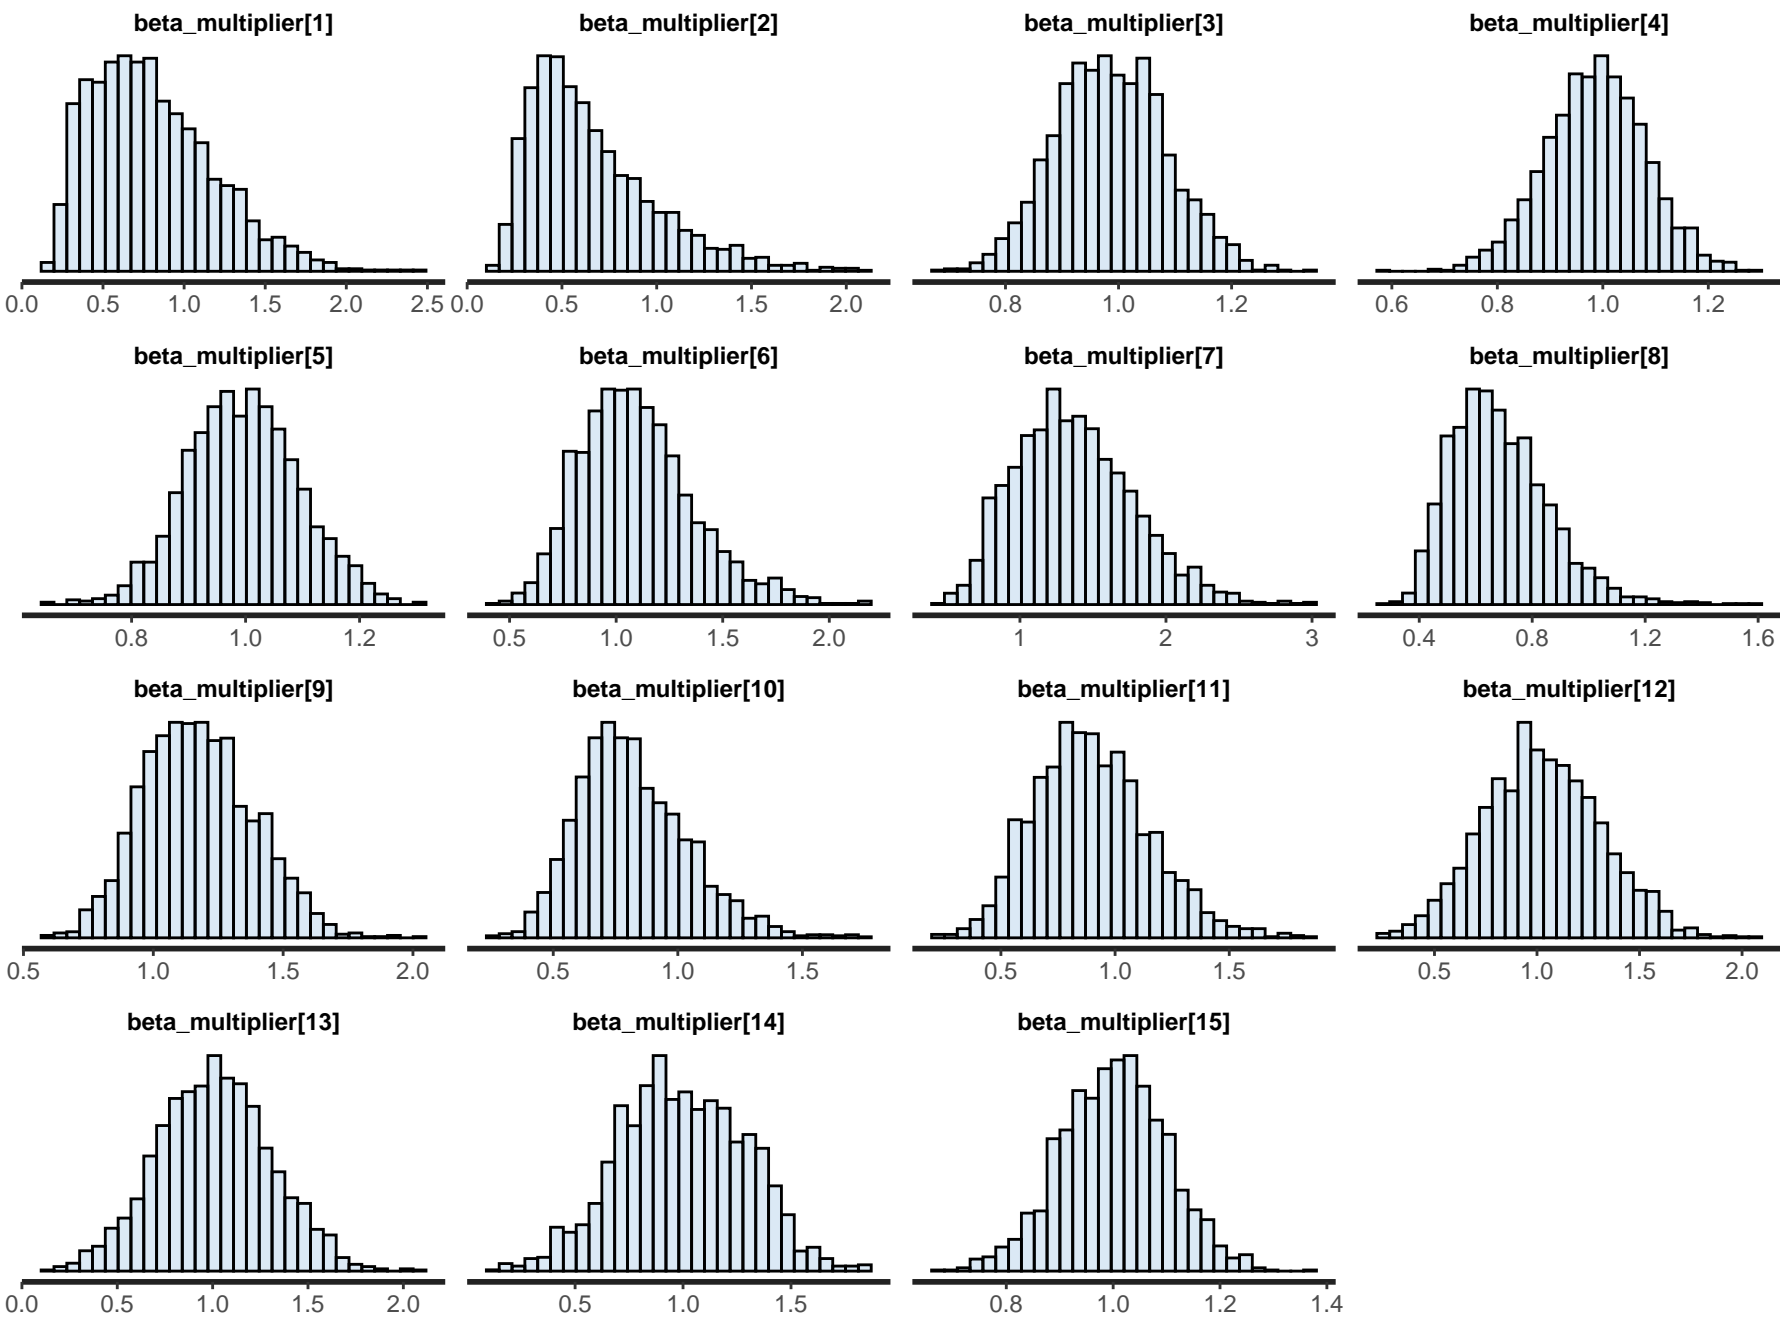 beta_multiplier[1] beta_multiplier[2] beta_multiplier[3] beta_multiplier[4]
0.0 0.5 1.0 1.5 2.0 2.5 0.0 0.5 1.0 1.5 2.0 0.8 1.0 1.2 0.6 0.8 1.0 1.2
beta_multiplier[5] beta_multiplier[6] beta_multiplier[7] beta_multiplier[8]
0.8 1.0 1.2 0.5 1.0 1.5 2.0 1 2 3 0.4 0.8 1.2 1.6
beta_multiplier[9] beta_multiplier[10] beta_multiplier[11] beta_multiplier[12]
0.5 1.0 1.5 2.0 0.5 1.0 1.5 0.5 1.0 1.5 0.5 1.0 1.5 2.0
beta_multiplier[13] beta_multiplier[14] beta_multiplier[15]
0.0 0.5 1.0 1.5 2.0 0.5 1.0 1.5 0.8 1.0 1.2 1.4